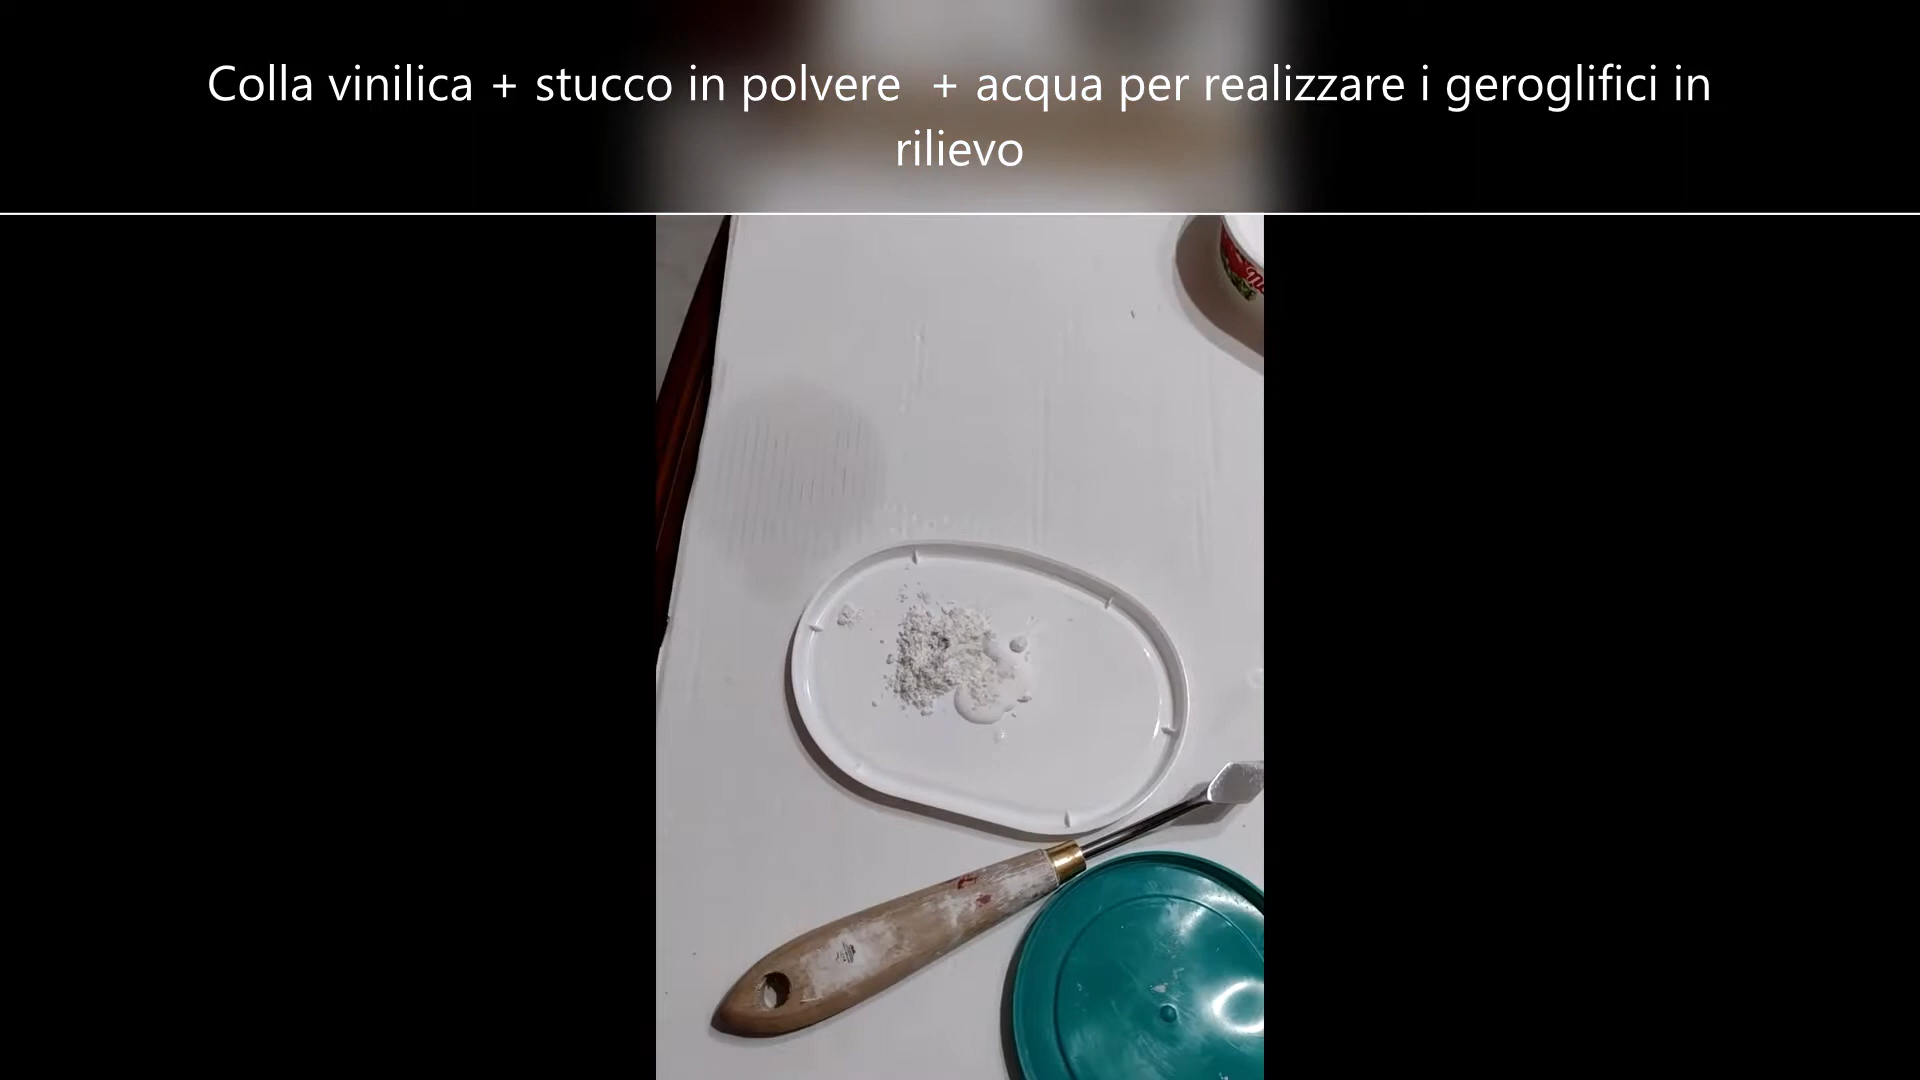 Colla vinilica + stucco in polvere  + acqua per realizzare i geroglifici in
rilievo